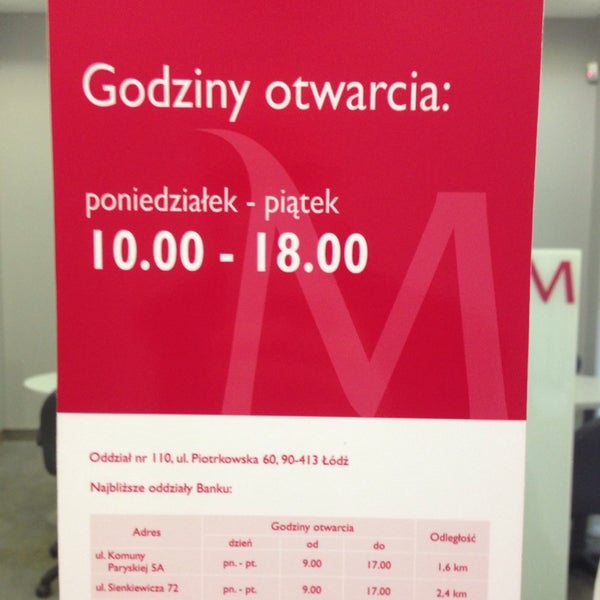 Godziny otwarcia:
poniedziałek - piątek
10.00 - 18.00
M
M
Oddział nr 110, ul. Piotrkowska 60, 90-413 Łódź
Najbliższe oddziały Banku:
Adres Godziny otwarcia Odległość
dzień od do
ul. Komuny Paryskiej 5A pn. - pt. 9.00 17.00 1,6 km
ul. Sienkiewicza 72 pn. - pt. 9.00 17.00 2,4 km